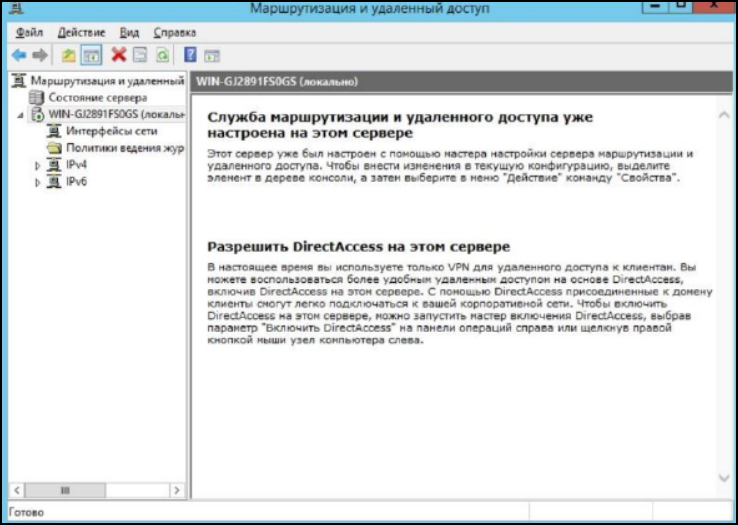 Маршрутизация и удаленный доступ
Файл Действие Вид Справка
Маршрутизация и удаленный
Состояние сервера
WIN-GJ2891FS0GS (локальн
Интерфейсы сети
Политики ведения жур
IPv4
IPv6
WIN-GJ2891FS0GS (локально)
Служба маршрутизации и удаленного доступа уже
настроена на этом сервере
Этот сервер уже был настроен с помощью мастера настройки сервера маршрутизации и
удаленного доступа. Чтобы внести изменения в текущую конфигурацию, выделите
элемент в дереве консоли, а затем выберите в меню "Действие" команду "Свойства".
Разрешить DirectAccess на этом сервере
В настоящее время вы используете только VPN для удаленного доступа к клиентам. Вы
можете воспользоваться более удобным удаленным доступом на основе DirectAccess,
включив DirectAccess на этом сервере. С помощью DirectAccess присоединенные к домену
клиенты смогут легко подключаться к вашей корпоративной сети. Чтобы включить
DirectAccess на этом сервере, можно запустить мастер включения DirectAccess, выбрав
параметр "Включить DirectAccess" на панели операций справа или щелкнув правой
кнопкой мыши узел компьютера слева.
Готово